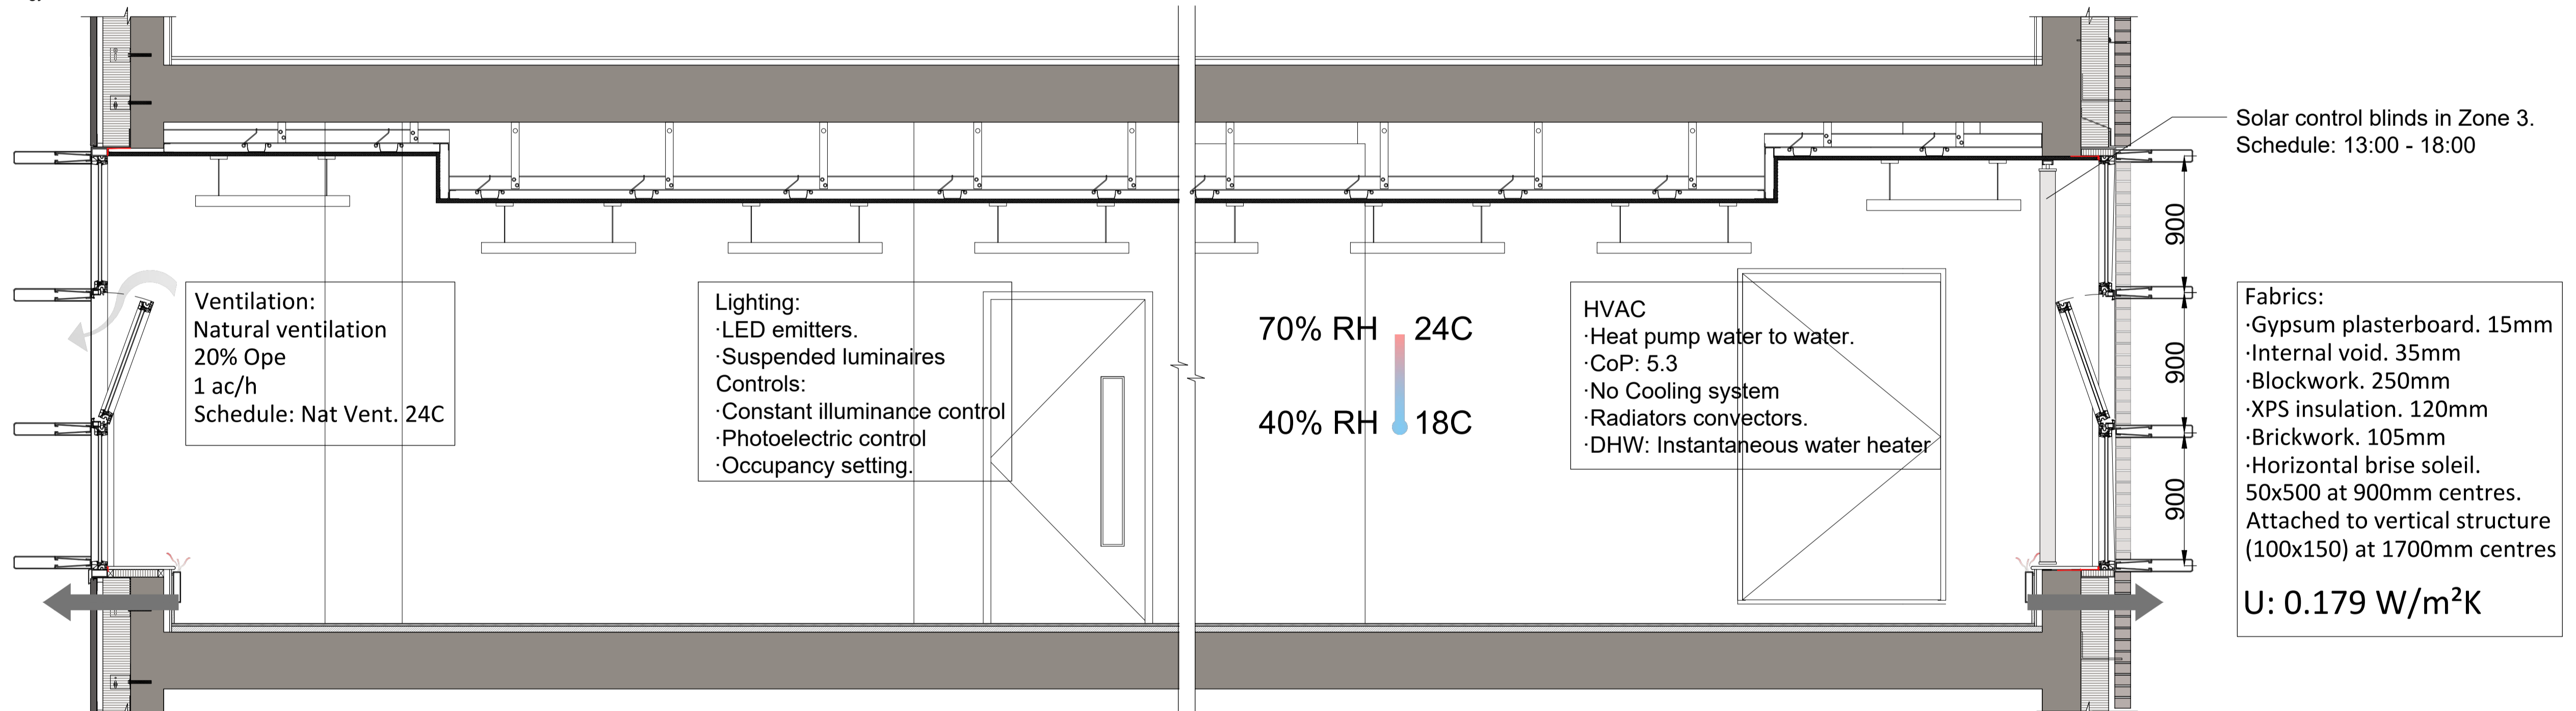 Solar control blinds in Zone 3.
Schedule: 13:00 - 18:00
900
900
900
Ventilation:
Natural ventilation
20% Ope
1 ac/h
Schedule: Nat Vent. 24C
Lighting:
·LED emitters.
·Suspended luminaires
Controls:
·Constant illuminance control
·Photoelectric control
·Occupancy setting.
70% RH 24C
40% RH 18C
HVAC
·Heat pump water to water.
·CoP: 5.3
·No Cooling system
·Radiators convectors.
·DHW: Instantaneous water heater
Fabrics:
·Gypsum plasterboard. 15mm
·Internal void. 35mm
·Blockwork. 250mm
·XPS insulation. 120mm
·Brickwork. 105mm
·Horizontal brise soleil.
50x500 at 900mm centres.
Attached to vertical structure
(100x150) at 1700mm centres
U: 0.179 W/m²K